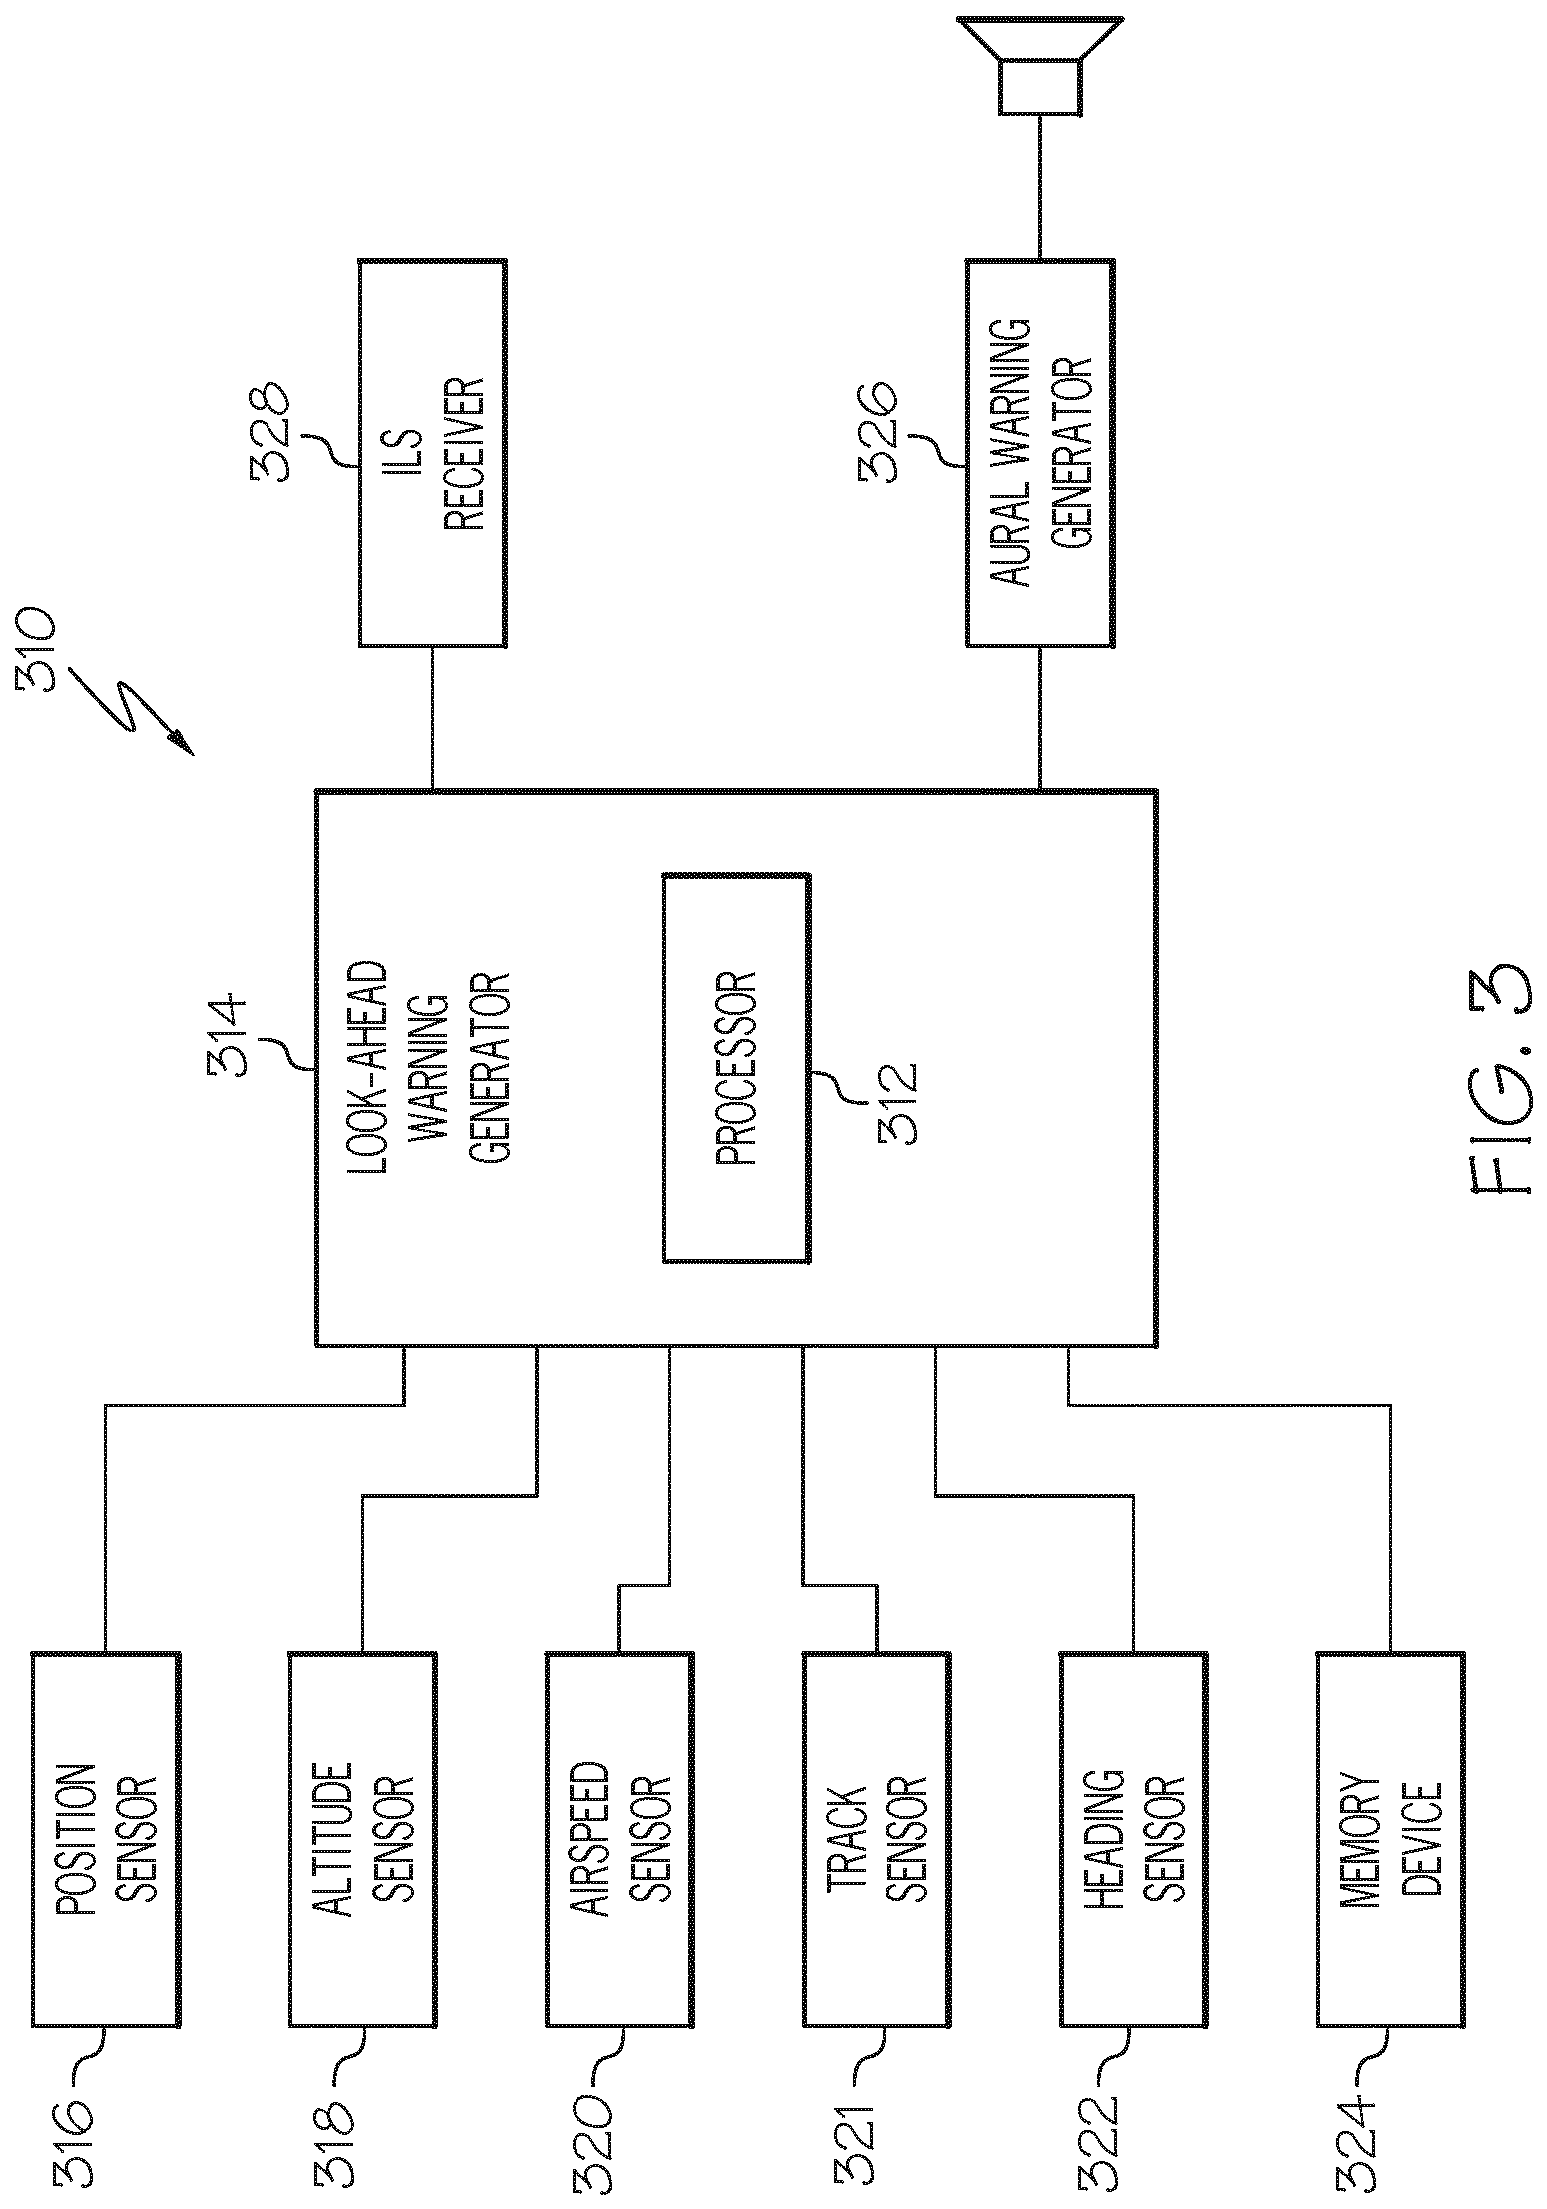 310
316
POSITION
SENSOR
318
ALTITUDE
SENSOR
320
AIRSPEED
SENSOR
321
TRACK
SENSOR
322
HEADING
SENSOR
324
MEMORY
DEVICE
314
LOOK-AHEAD
WARNING
GENERATOR
PROCESSOR
312
328
ILS
RECEIVER
326
AURAL WARNING
GENERATOR
FIG. 3